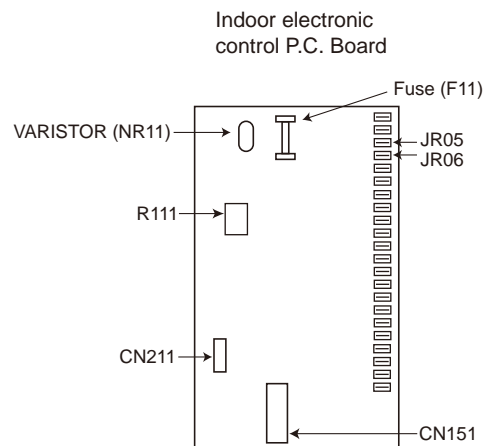 Indoor electronic
control P.C. Board
Fuse (F11)
VARISTOR (NR11)
JR05
JR06
R111
CN211
CN151